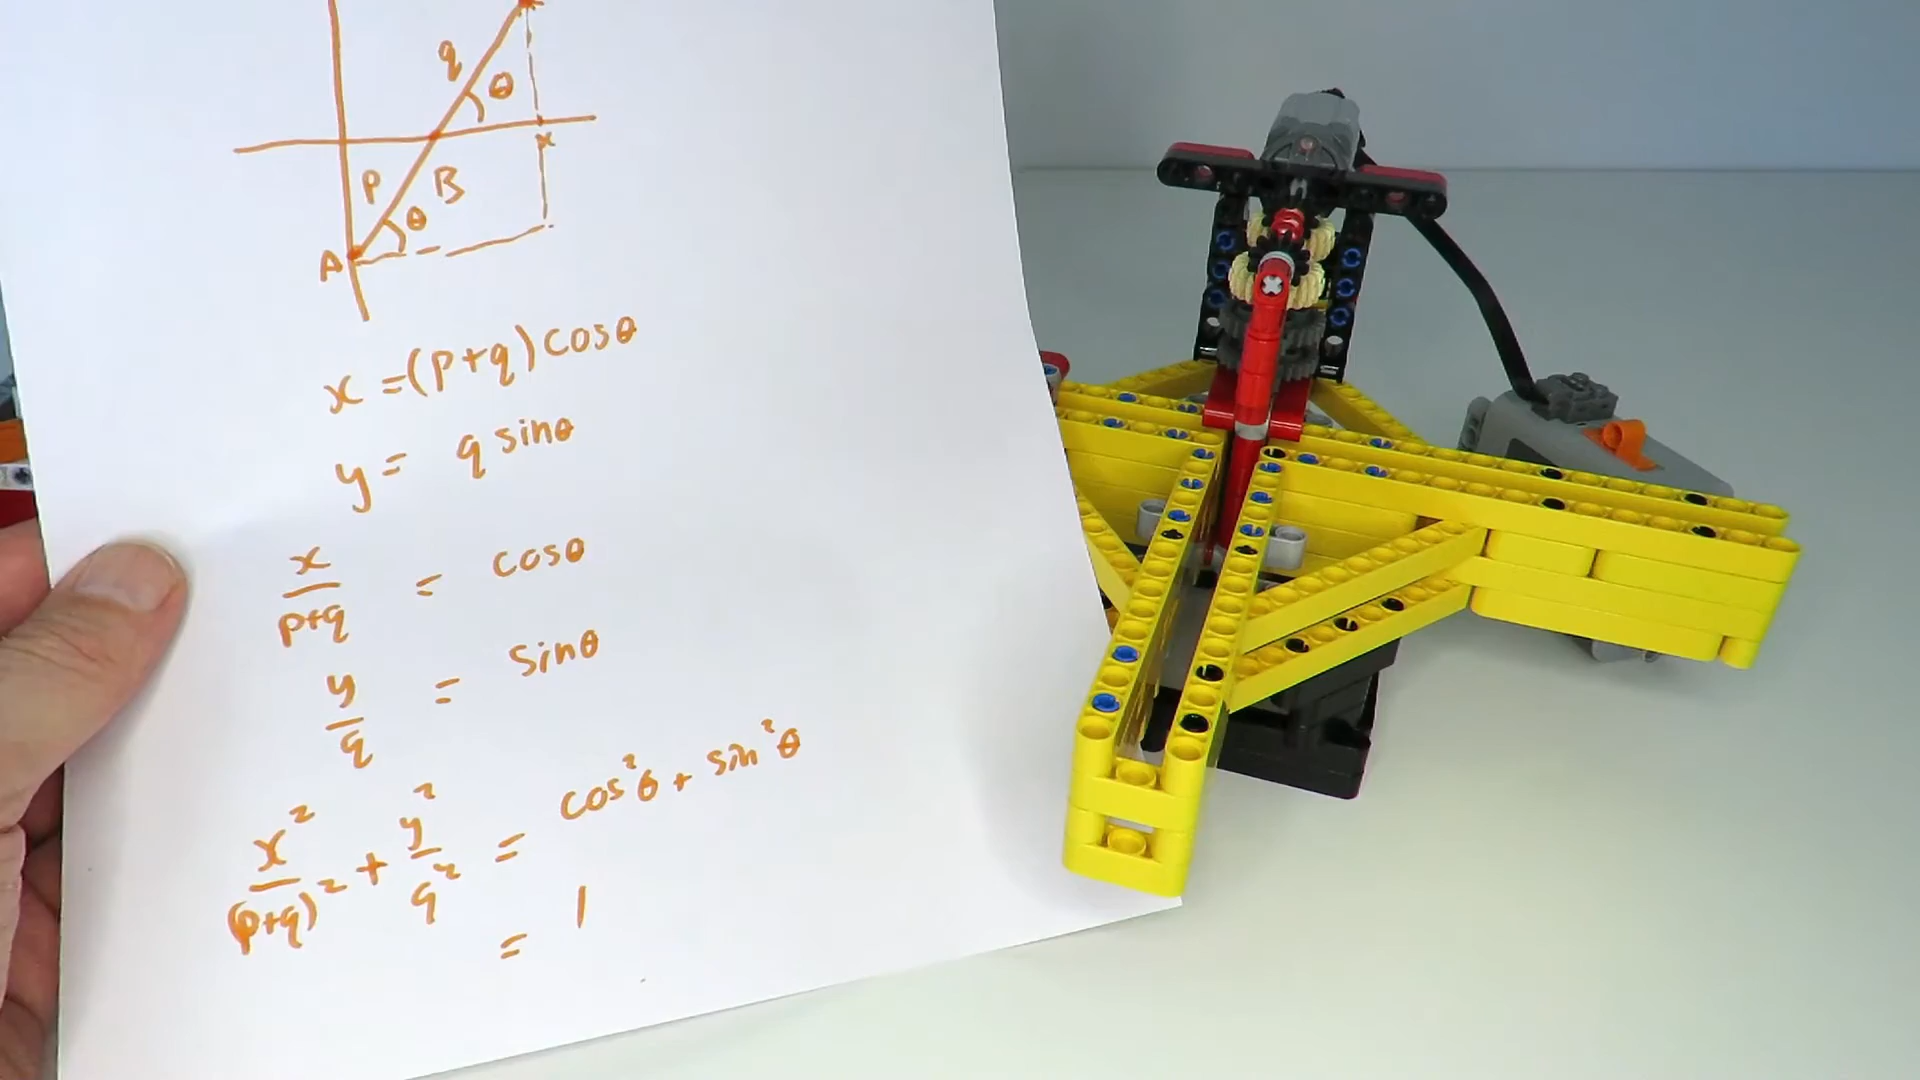 q
θ
x
P
B
θ
A
x = (p+q) cosθ
y = q sinθ
x/p+q = cosθ
y/q = sinθ
x²/(p+q)² + y²/q² = cos²θ + sin²θ
= 1